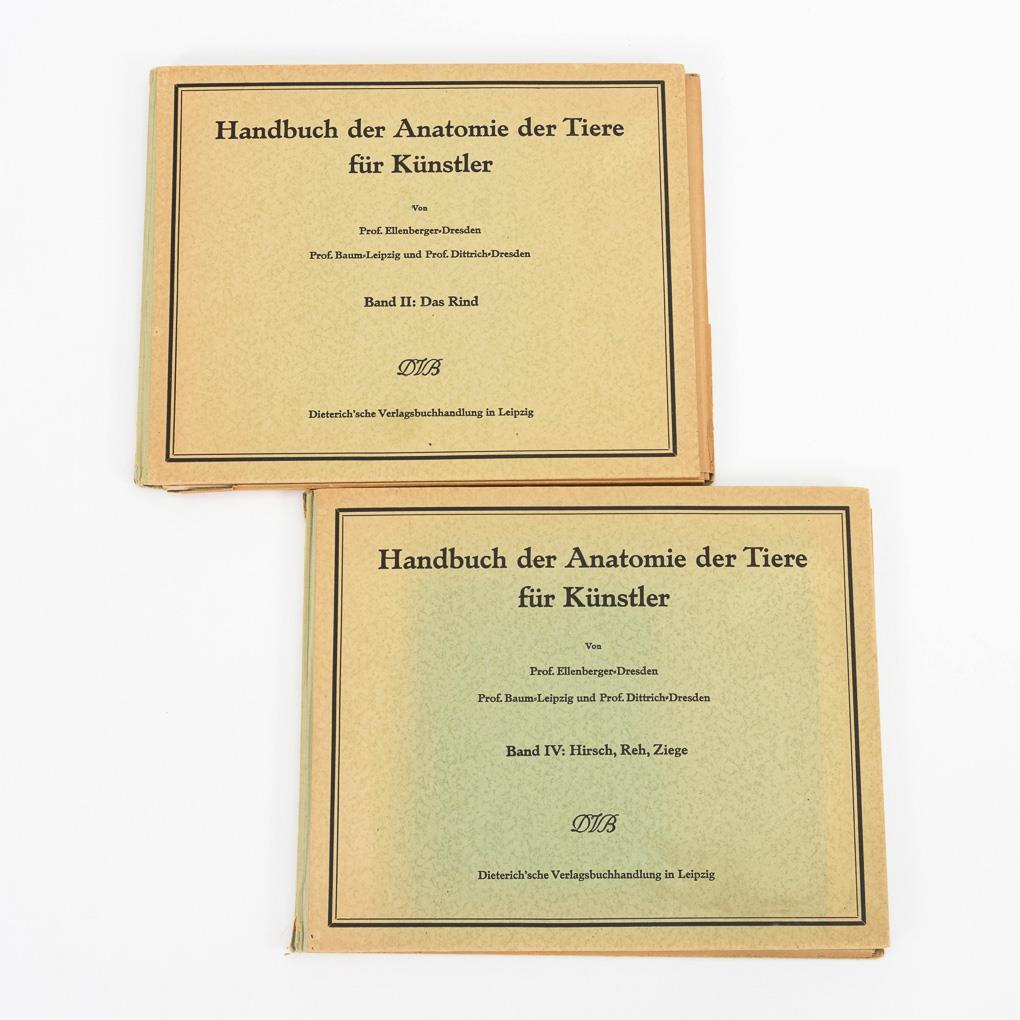 Handbuch der Anatomie der Tiere
für Künstler
Von
Prof. Ellenberger-Dresden
Prof. Baum-Leipzig und Prof. Dittrich-Dresden
Band II: Das Rind
DVB
Dieterich'sche Verlagsbuchhandlung in Leipzig
Handbuch der Anatomie der Tiere
für Künstler
Von
Prof. Ellenberger-Dresden
Prof. Baum-Leipzig und Prof. Dittrich-Dresden
Band IV: Hirsch, Reh, Ziege
DVB
Dieterich'sche Verlagsbuchhandlung in Leipzig